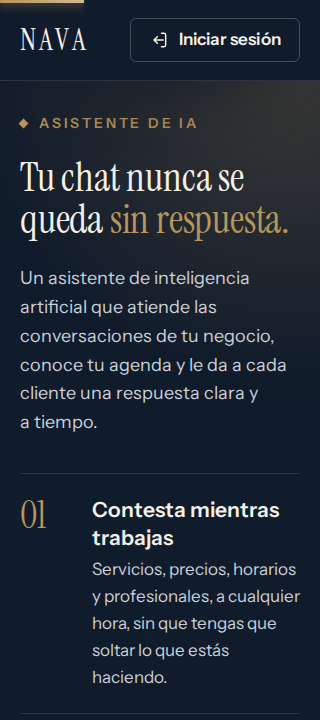 NAVA
Iniciar sesión
ASISTENTE DE IA
Tu chat nunca se
queda sin respuesta.
Un asistente de inteligencia
artificial que atiende las
conversaciones de tu negocio,
conoce tu agenda y le da a cada
cliente una respuesta clara y
a tiempo.
01
Contesta mientras
trabajas
Servicios, precios, horarios
y profesionales, a cualquier
hora, sin que tengas que
soltar lo que estás
haciendo.